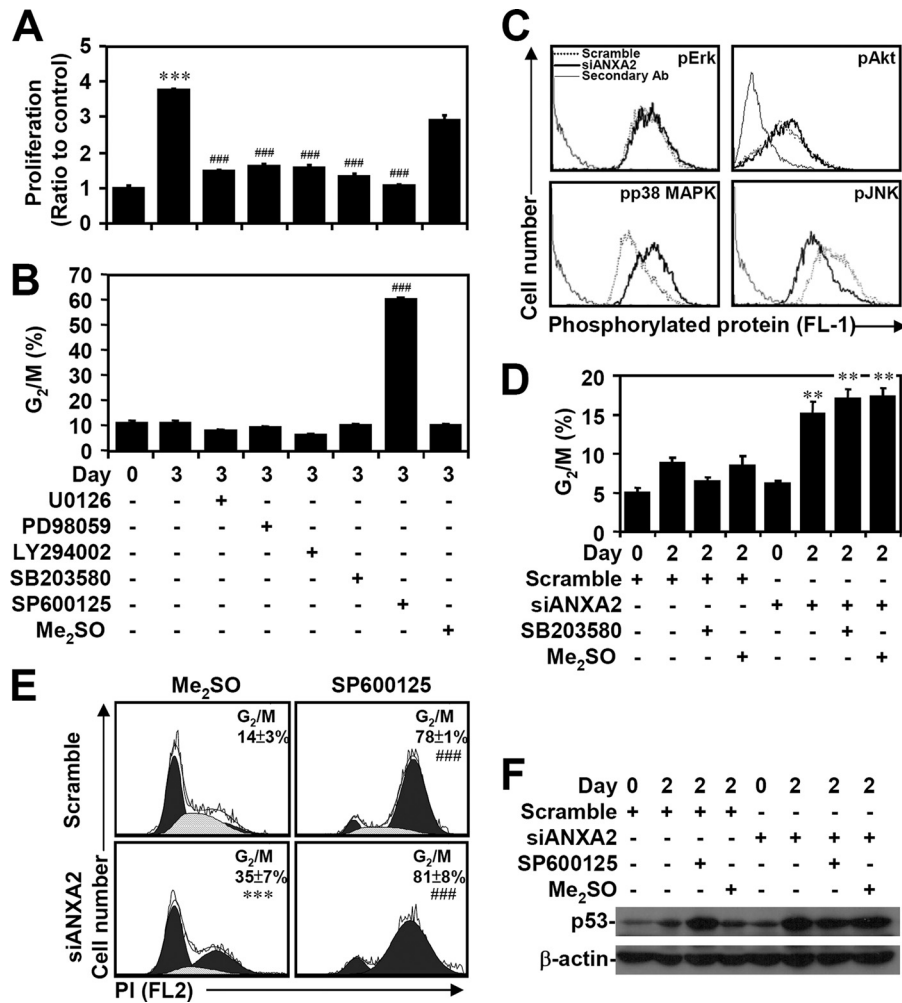 A
Proliferation
(Ratio to control)
5
4
3
2
1
0
***
###
###
###
###
###
B
G2/M (%)
70
60
50
40
30
20
10
0
###
Day 0 3 3 3 3 3 3 3
U0126 - - + - - - - -
PD98059 - - - + - - - -
LY294002 - - - - + - - -
SB203580 - - - - - + - -
SP600125 - - - - - - + -
Me2SO - - - - - - - +
C
Cell number
Scramble
siANXA2
Secondary Ab
pErk
pAkt
pp38 MAPK
pJNK
Phosphorylated protein (FL-1)
D
G2/M (%)
20
15
10
5
0
**
**
**
Day 0 2 2 2 0 2 2 2
Scramble + + + + - - - -
siANXA2 - - - - + + + +
SB203580 - - + - - - + -
Me2SO - - - + - - - +
E
Me2SO
SP600125
Scramble
siANXA2
Cell number
G2/M
14±3%
G2/M
78±1%
###
G2/M
35±7%
***
G2/M
81±8%
###
PI (FL2)
F
Day 0 2 2 2 0 2 2 2
Scramble + + + + - - - -
siANXA2 - - - - + + + +
SP600125 - - + - - - + -
Me2SO - - - + - - - +
p53-
β-actin-